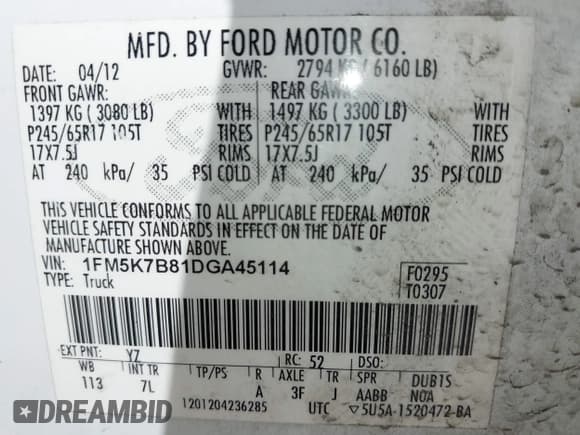 MFD. BY FORD MOTOR CO.
DATE: 04/12 GVWR: 2794 KG / 6160 LB)
FRONT GAWR: REAR GAWR:
1397 KG ( 3080 LB) WITH 1497 KG ( 3300 LB) WITH
P245/65R17 105T TIRES P245/65R17 105T TIRES
17X7.5J RIMS 17X7.5J RIMS
AT 240 kPa/ 35 PSI COLD AT 240 kPa/ 35 PSI COLD
THIS VEHICLE CONFORMS TO ALL APPLICABLE FEDERAL MOTOR
VEHICLE SAFETY STANDARDS IN EFFECT ON THE DATE OF
MANUFACTURE SHOWN ABOVE.
VIN: 1FM5K7B81DGA45114
TYPE: Truck
F0295
T0307
EXT PNT: YZ RC: 52 DSO:
WB INT TR TP/PS R AXLE TR SPR DUB1S
113 7L A 3F J AABB NOA
1201204236285 UTC 5U5A-1520472-BA
DREAMBID